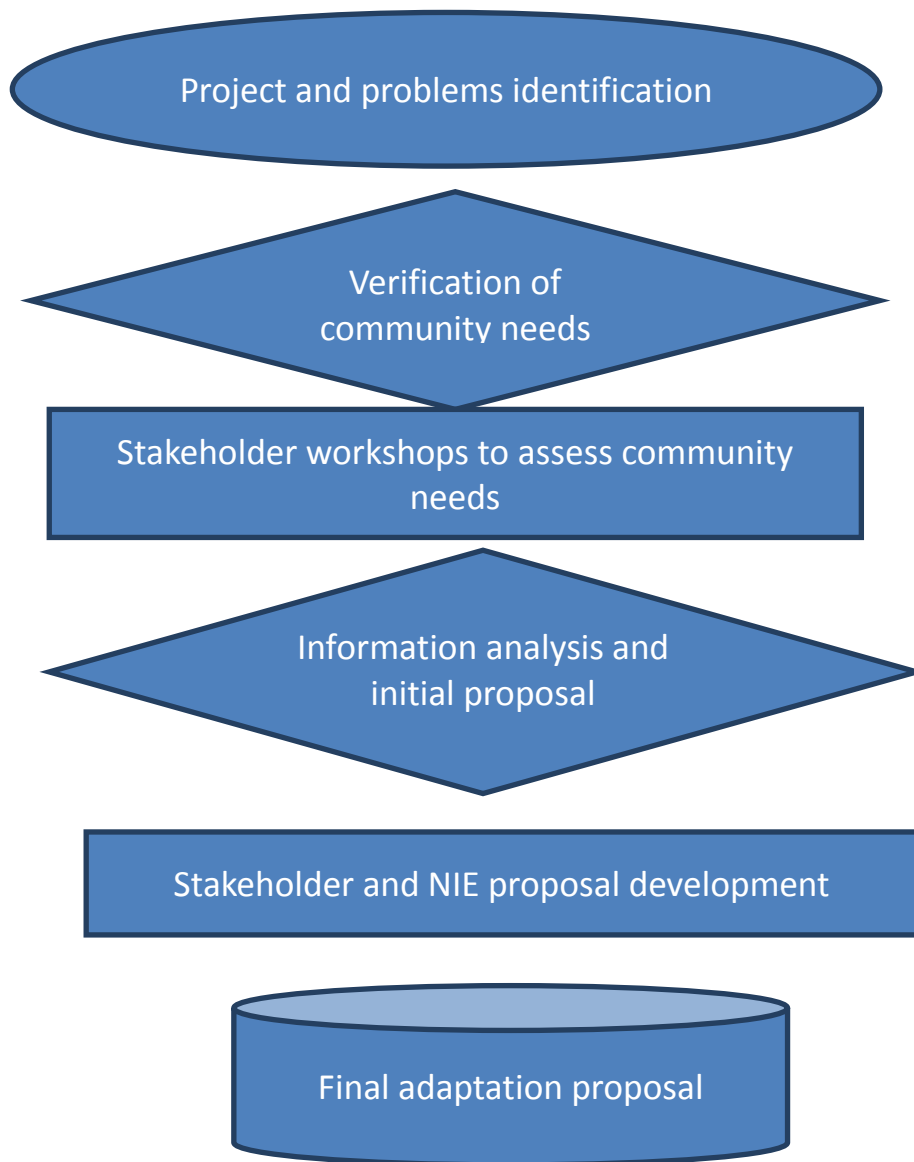 Project and problems identification
Verification of
community needs
Stakeholder workshops to assess community
needs
Information analysis and
initial proposal
Stakeholder and NIE proposal development
Final adaptation proposal